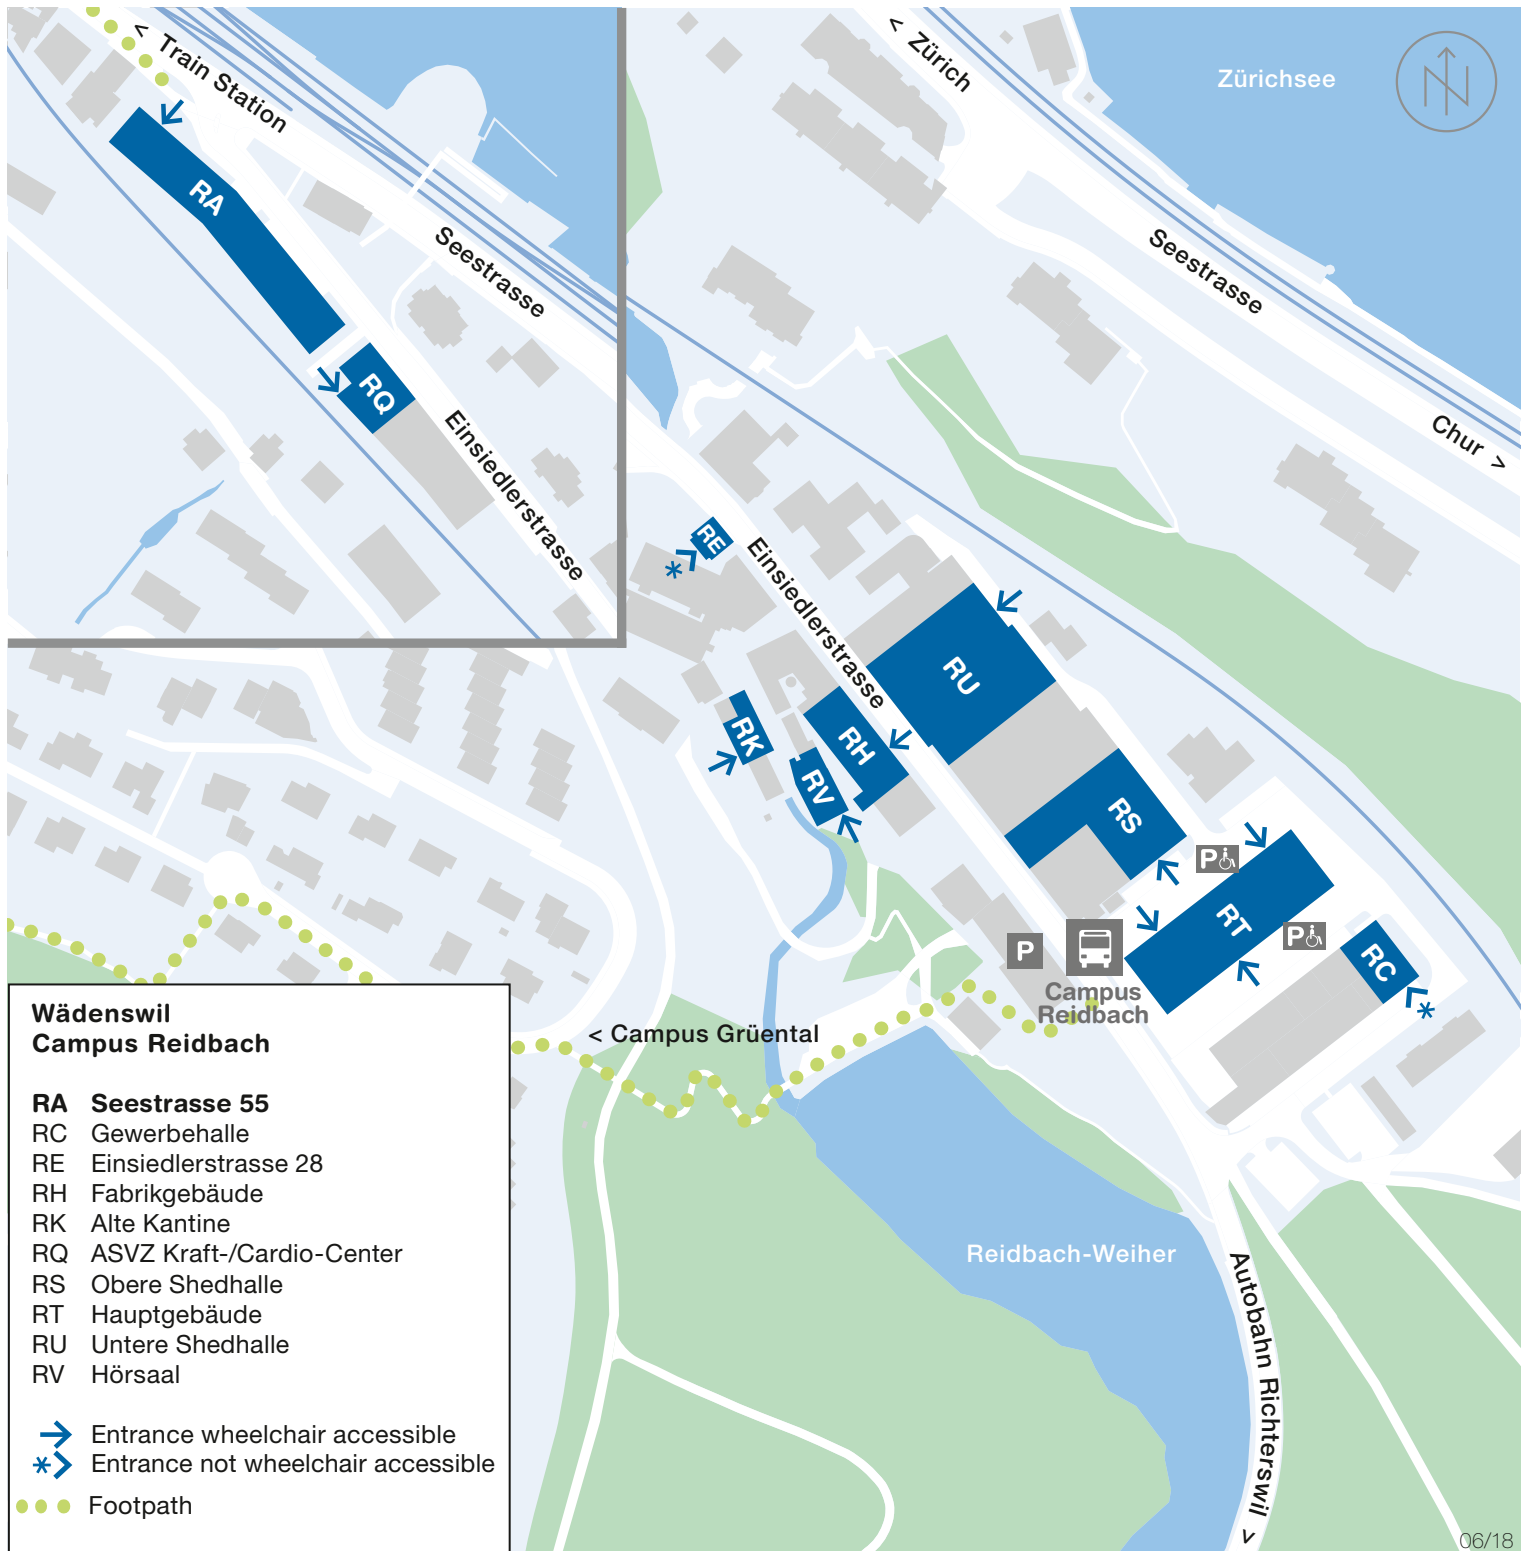 < Train Station
Seestrasse
Einsiedlerstrasse
RA
RQ
< Zürich
Zürichsee
N
Seestrasse
Chur >
RE
Einsiedlerstrasse
RU
RK
RH
RV
RS
P
RT
P
RC
P
Campus
Reidbach
< Campus Grüental
Reidbach-Weiher
Autobahn Richterswil >
Wädenswil
Campus Reidbach
RA Seestrasse 55
RC Gewerbehalle
RE Einsiedlerstrasse 28
RH Fabrikgebäude
RK Alte Kantine
RQ ASVZ Kraft-/Cardio-Center
RS Obere Shedhalle
RT Hauptgebäude
RU Untere Shedhalle
RV Hörsaal
Entrance wheelchair accessible
Entrance not wheelchair accessible
Footpath
06/18